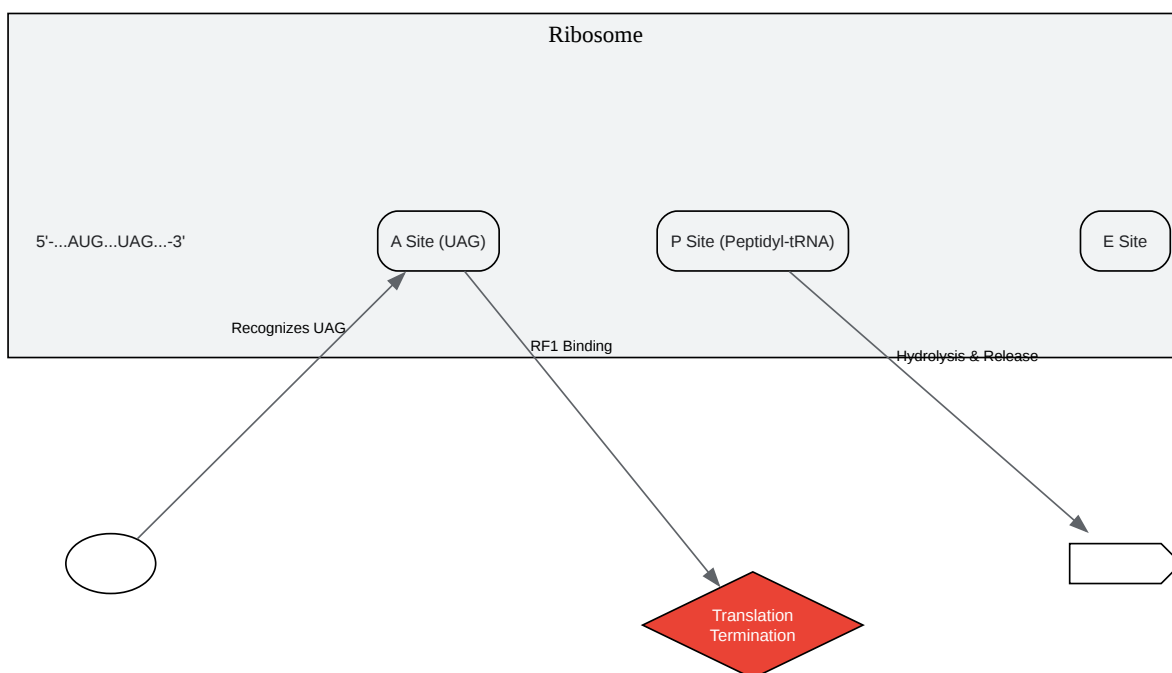 Ribosome
5'-...AUG...UAG...-3'
A Site (UAG)
P Site (Peptidyl-tRNA)
E Site
Recognizes UAG
RF1 Binding
Hydrolysis & Release
Translation
Termination